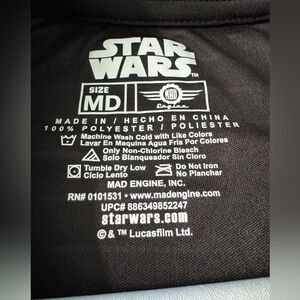 STAR
WARS™
SIZE
MD
MAD
Engine
MADE IN / HECHO EN CHINA
100% POLYESTER / POLIESTER
Machine Wash Cold with Like Colors
Lavar En Maquina Agua Fria Por Colores
Only Non-Chlorine Bleach
Solo Blanqueador Sin Cloro
Tumble Dry Low
Ciclo Lento
Do Not Iron
No Planchar
MAD ENGINE, INC.
RN# 0101531 • www.madengine.com
UPC# 886349852247
starwars.com
© & ™ Lucasfilm Ltd.